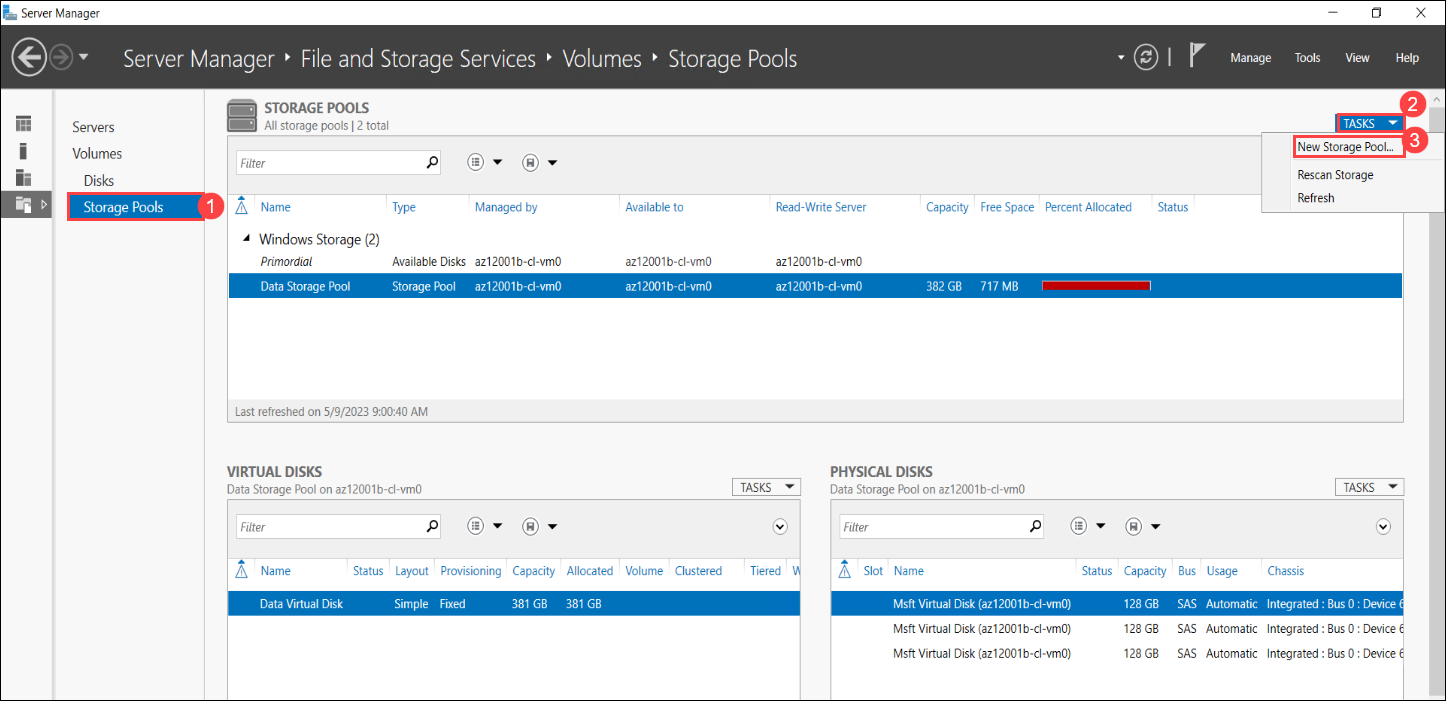 Server Manager
Server Manager ‣ File and Storage Services ‣ Volumes ‣ Storage Pools
Manage Tools View Help
Servers
Volumes
Disks
Storage Pools
1
STORAGE POOLS
All storage pools | 2 total
TASKS
2
New Storage Pool...
3
Rescan Storage
Refresh
Filter
Name Type Managed by Available to Read-Write Server Capacity Free Space Percent Allocated Status
Windows Storage (2)
Primordial Available Disks az12001b-cl-vm0 az12001b-cl-vm0 az12001b-cl-vm0
Data Storage Pool Storage Pool az12001b-cl-vm0 az12001b-cl-vm0 az12001b-cl-vm0 382 GB 717 MB
Last refreshed on 5/9/2023 9:00:40 AM
VIRTUAL DISKS
Data Storage Pool on az12001b-cl-vm0
TASKS
Filter
Name Status Layout Provisioning Capacity Allocated Volume Clustered Tiered W
Data Virtual Disk Simple Fixed 381 GB 381 GB
PHYSICAL DISKS
Data Storage Pool on az12001b-cl-vm0
TASKS
Filter
Slot Name Status Capacity Bus Usage Chassis
Msft Virtual Disk (az12001b-cl-vm0) 128 GB SAS Automatic Integrated : Bus 0 : Device 6
Msft Virtual Disk (az12001b-cl-vm0) 128 GB SAS Automatic Integrated : Bus 0 : Device 6
Msft Virtual Disk (az12001b-cl-vm0) 128 GB SAS Automatic Integrated : Bus 0 : Device 6